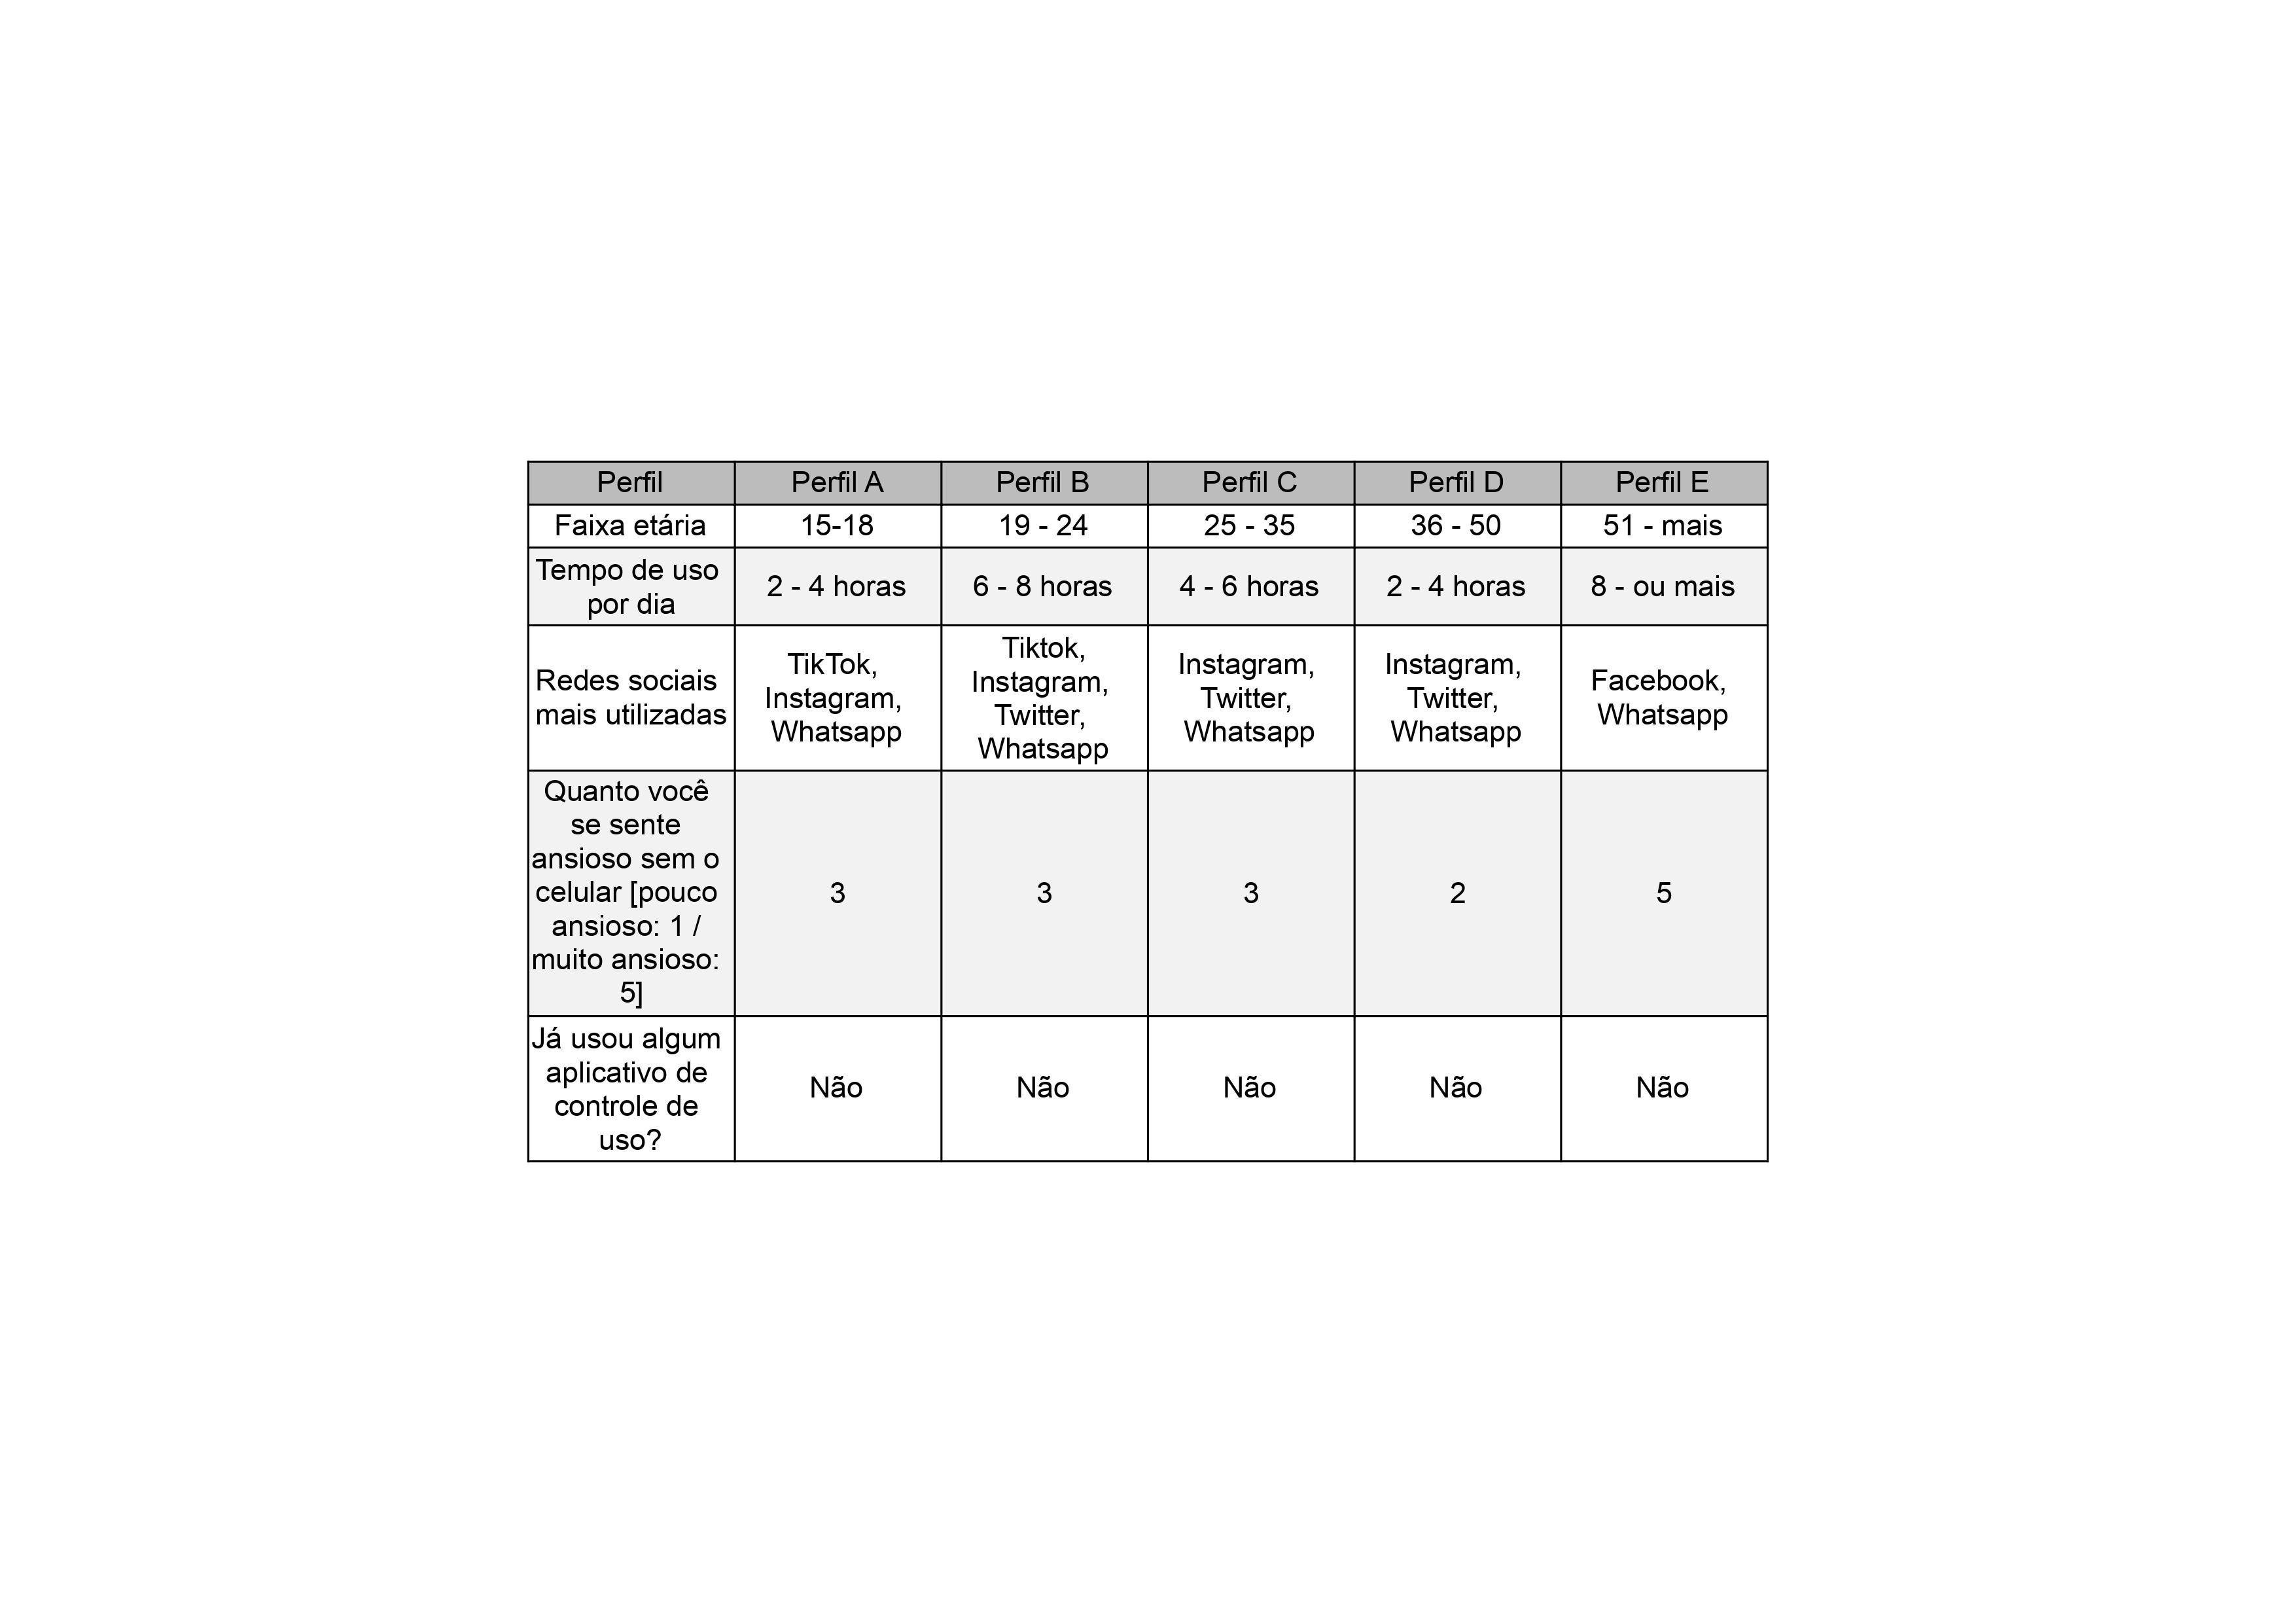 Perfil Perfil A Perfil B Perfil C Perfil D Perfil E
Faixa etária 15-18 19 - 24 25 - 35 36 - 50 51 - mais
Tempo de uso
por dia
2 - 4 horas 6 - 8 horas 4 - 6 horas 2 - 4 horas 8 - ou mais
Redes sociais
mais utilizadas
TikTok,
Instagram,
Whatsapp
Tiktok,
Instagram,
Twitter,
Whatsapp
Instagram,
Twitter,
Whatsapp
Instagram,
Twitter,
Whatsapp
Facebook,
Whatsapp
Quanto você
se sente
ansioso sem o
celular [pouco
ansioso: 1 /
muito ansioso:
5]
3 3 3 2 5
Já usou algum
aplicativo de
controle de
uso?
Não Não Não Não Não